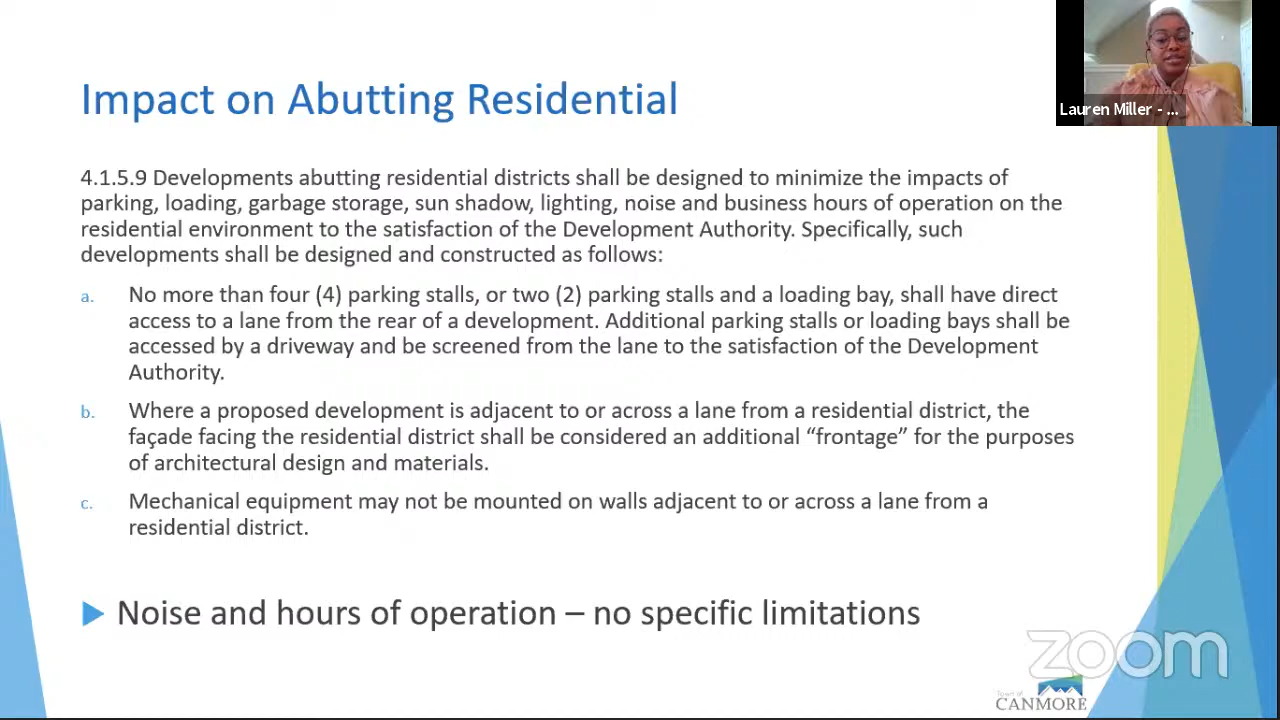 Impact on Abutting Residential
Lauren Miller - ...
4.1.5.9 Developments abutting residential districts shall be designed to minimize the impacts of
parking, loading, garbage storage, sun shadow, lighting, noise and business hours of operation on the
residential environment to the satisfaction of the Development Authority. Specifically, such
developments shall be designed and constructed as follows:
a. No more than four (4) parking stalls, or two (2) parking stalls and a loading bay, shall have direct
access to a lane from the rear of a development. Additional parking stalls or loading bays shall be
accessed by a driveway and be screened from the lane to the satisfaction of the Development
Authority.
b. Where a proposed development is adjacent to or across a lane from a residential district, the
façade facing the residential district shall be considered an additional “frontage” for the purposes
of architectural design and materials.
c. Mechanical equipment may not be mounted on walls adjacent to or across a lane from a
residential district.
Noise and hours of operation – no specific limitations
zoom
Town of
CANMORE